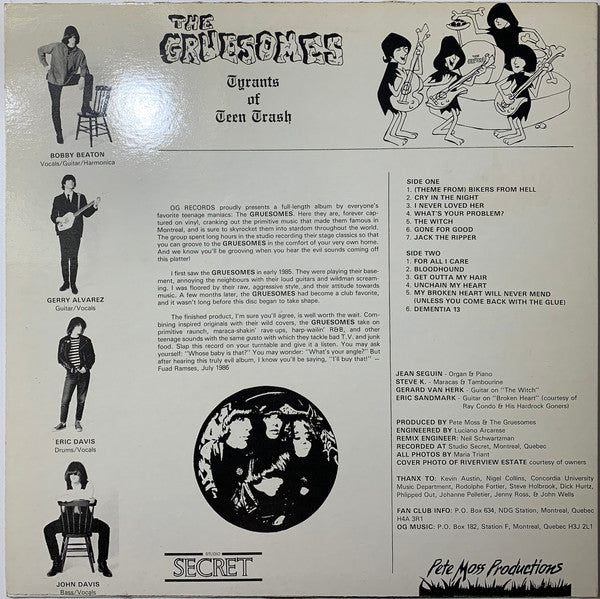 THE
GRUESOMES
Tyrants
of
Teen Trash
BOBBY BEATON
Vocals/Guitar/Harmonica
GERRY ALVAREZ
Guitar/Vocals
ERIC DAVIS
Drums/Vocals
JOHN DAVIS
Bass/Vocals
OG RECORDS proudly presents a full-length album by everyone's
favorite teenage maniacs: The GRUESOMES. Here they are, forever cap-
tured on vinyl, cranking out the primitive music that made them famous in
Montreal, and is sure to skyrocket them into stardom throughout the world.
The group spent long hours in the studio recording their stage classics so that
you can groove to the GRUESOMES in the comfort of your very own home.
And we know you'll be grooving when you hear the evil sounds coming off
this platter!
I first saw the GRUESOMES in early 1985. They were playing their base-
ment, annoying the neighbours with their loud guitars and wildman scream-
ing. I was floored by their raw, aggressive style, and their attitude towards
music. A few months later, the GRUESOMES had become a club favorite,
and it wasn't long before this disc began to take shape.
The finished product, I'm sure you'll agree, is well worth the wait. Com-
bining inspired originals with their wild covers, the GRUESOMES take on
primitive raunch, maraca-shakin' rave-ups, harp-wailin' R&B, and other
teenage sounds with the same gusto with which they tackle bad T.V. and junk
food. Slap this record on your turntable and give it a listen. You may ask
yourself: "Whose baby is that?" You may wonder: "What's your angle?" But
after hearing this truly evil album, I know you'll be saying, "I'll buy that!" —
Fuad Ramses, July 1986
STUDIO
SECRET
SIDE ONE
1. (THEME FROM) BIKERS FROM HELL
2. CRY IN THE NIGHT
3. I NEVER LOVED HER
4. WHAT'S YOUR PROBLEM?
5. THE WITCH
6. GONE FOR GOOD
7. JACK THE RIPPER
SIDE TWO
1. FOR ALL I CARE
2. BLOODHOUND
3. GET OUTTA MY HAIR
4. UNCHAIN MY HEART
5. MY BROKEN HEART WILL NEVER MEND
(UNLESS YOU COME BACK WITH THE GLUE)
6. DEMENTIA 13
JEAN SEGUIN - Organ & Piano
STEVE K. - Maracas & Tambourine
GERARD VAN HERK - Guitar on "The Witch"
ERIC SANDMARK - Guitar on "Broken Heart" (courtesy of
Ray Condo & His Hardrock Goners)
PRODUCED BY Pete Moss & The Gruesomes
ENGINEERED BY Luciano Arcarese
REMIX ENGINEER: Neil Schwartzman
RECORDED AT Studio Secret, Montreal, Quebec
ALL PHOTOS BY Maria Triant
COVER PHOTO OF RIVERVIEW ESTATE courtesy of owners
THANX TO: Kevin Austin, Nigel Collins, Concordia University
Music Department, Rodolphe Fortier, Steve Holbrook, Dick Hurtz,
Phlipped Out, Johanne Pelletier, Jenny Ross, & John Wells
FAN CLUB INFO: P.O. Box 634, NDG Station, Montreal, Quebec
H4A 3R1
OG MUSIC: P.O. Box 182, Station F, Montreal, Quebec H3J 2L1
Pete Moss Productions